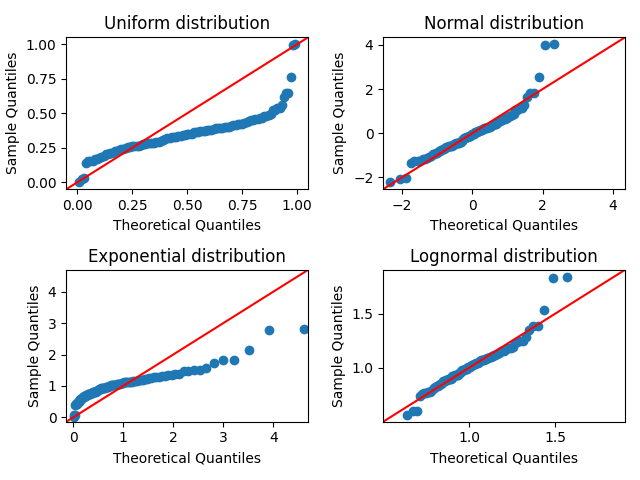 Uniform distribution
1.00
0.75
0.50
0.25
0.00
Sample Quantiles
0.00 0.25 0.50 0.75 1.00
Theoretical Quantiles
Normal distribution
4
2
0
−2
Sample Quantiles
−2 0 2 4
Theoretical Quantiles
Exponential distribution
4
3
2
1
0
Sample Quantiles
0 1 2 3 4
Theoretical Quantiles
Lognormal distribution
1.5
1.0
Sample Quantiles
1.0 1.5
Theoretical Quantiles